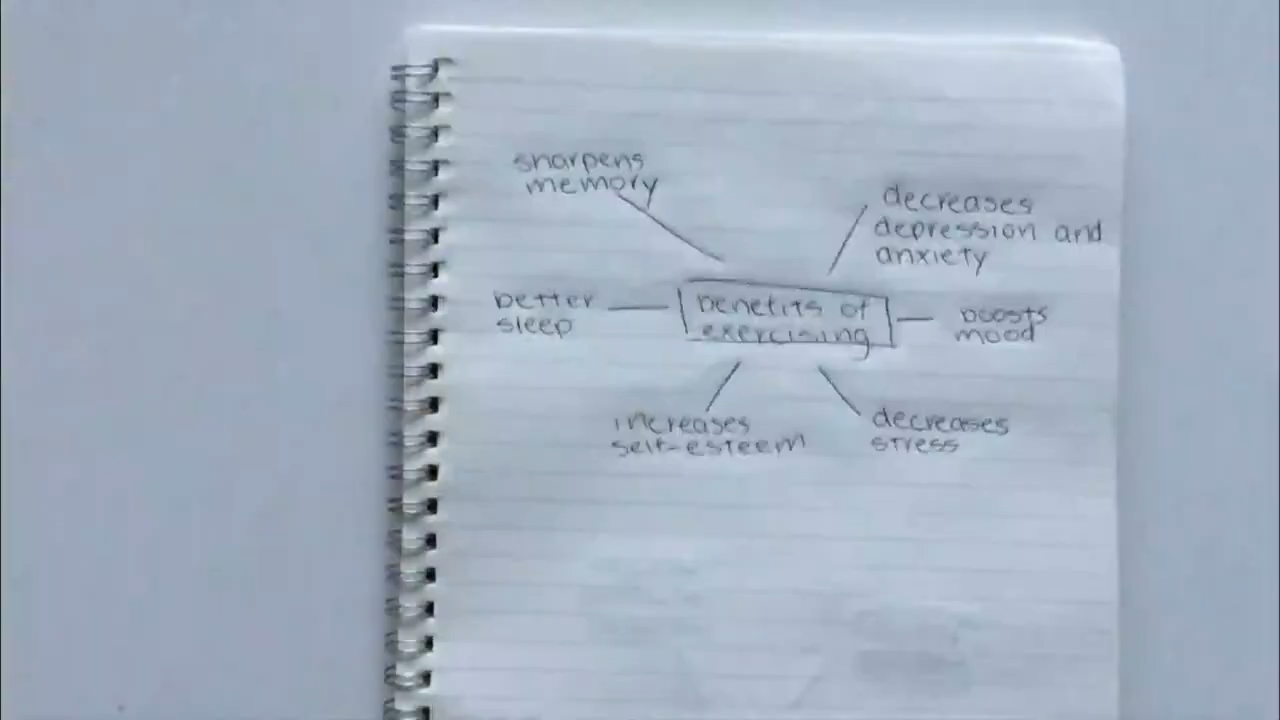 sharpens
memory
decreases
depression and
anxiety
better
sleep
benefits of
exercising
boosts
mood
increases
self-esteem
decreases
stress